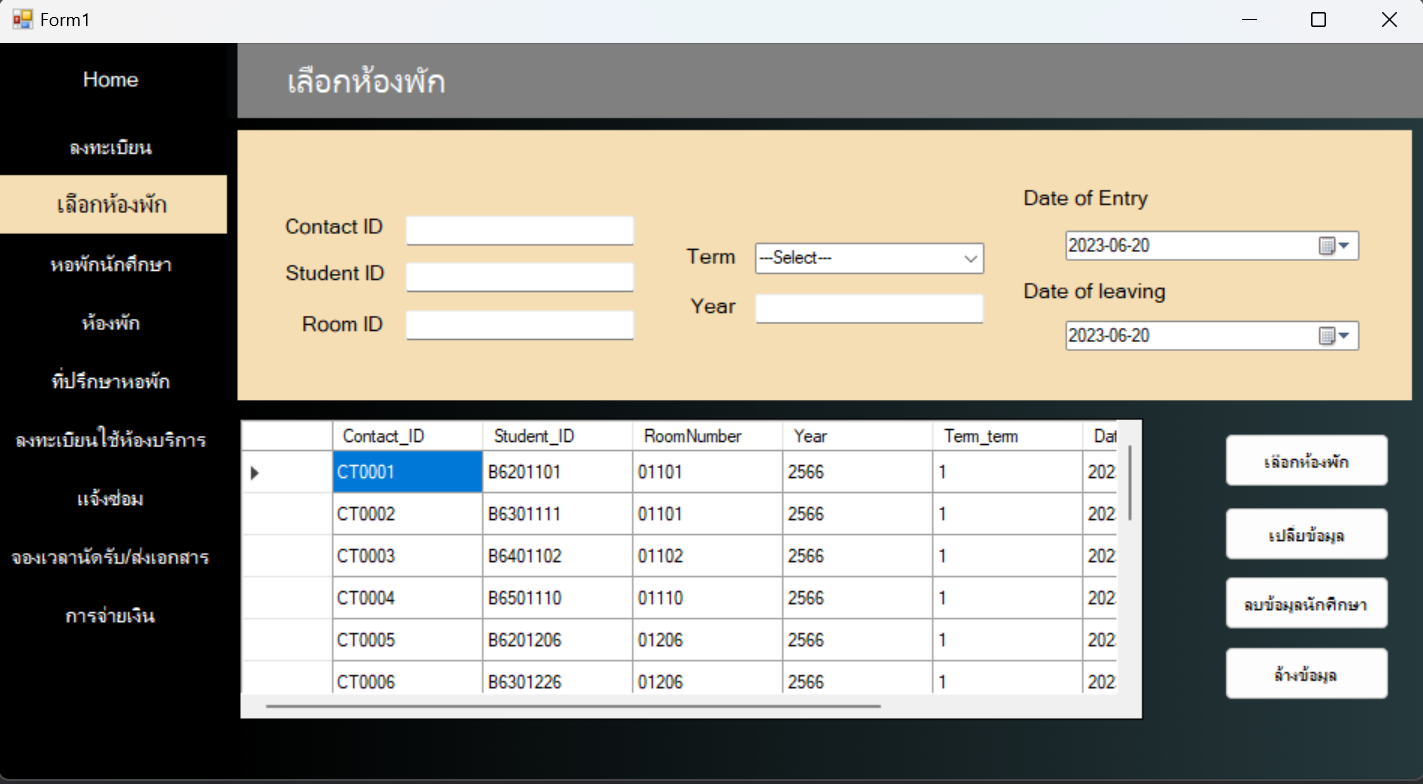 Form1
Home
ลงทะเบียน
เลือกห้องพัก
หอพักนักศึกษา
ห้องพัก
ที่ปรึกษาหอพัก
ลงทะเบียนใช้ห้องบริการ
แจ้งซ่อม
จองเวลานัดรับ/ส่งเอกสาร
การจ่ายเงิน
เลือกห้องพัก
Contact ID
Student ID
Room ID
Term ---Select---
Year
Date of Entry
2023-06-20
Date of leaving
2023-06-20
Contact_ID Student_ID RoomNumber Year Term_term Dat
CT0001 B6201101 01101 2566 1 202
CT0002 B6301111 01101 2566 1 202
CT0003 B6401102 01102 2566 1 202
CT0004 B6501110 01110 2566 1 202
CT0005 B6201206 01206 2566 1 202
CT0006 B6301226 01206 2566 1 202
เลือกห้องพัก
เปลี่ยข้อมูล
ลบข้อมูลนักศึกษา
ล้างข้อมูล